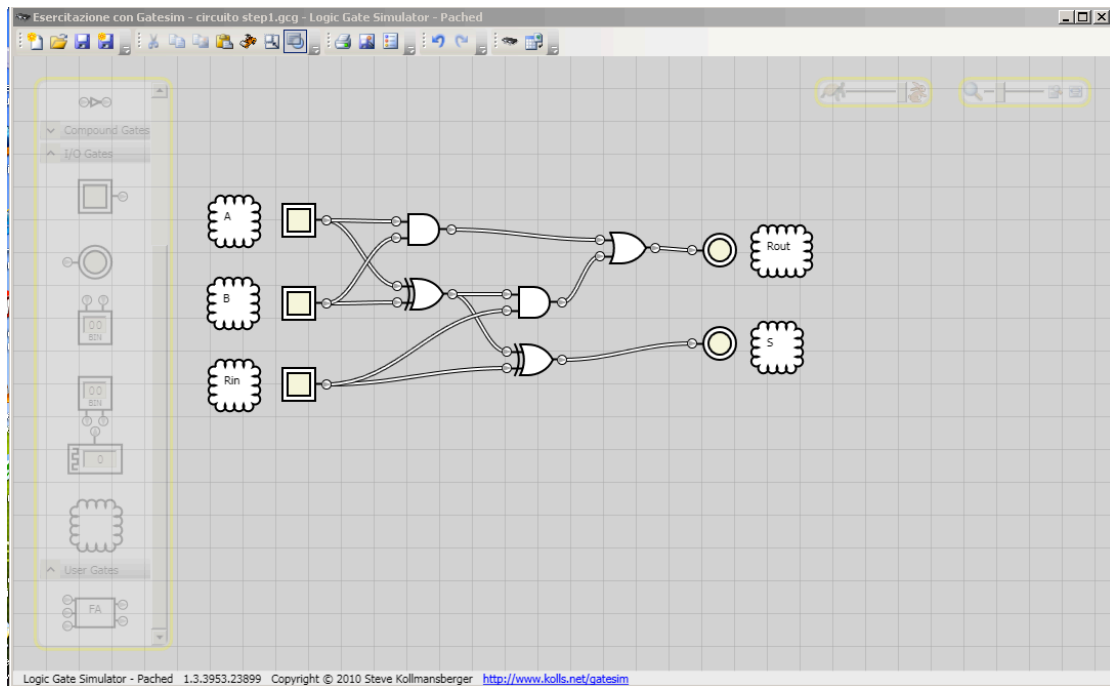 Esercitazione con Gatesim - circuito step1.gcg - Logic Gate Simulator - Pached
Compound Gates
I/O Gates
00
BIN
00
BIN
0
User Gates
FA
A
B
Rin
Rout
S
Logic Gate Simulator - Pached 1.3.3953.23899 Copyright © 2010 Steve Kollmansberger http://www.kolls.net/gatesim